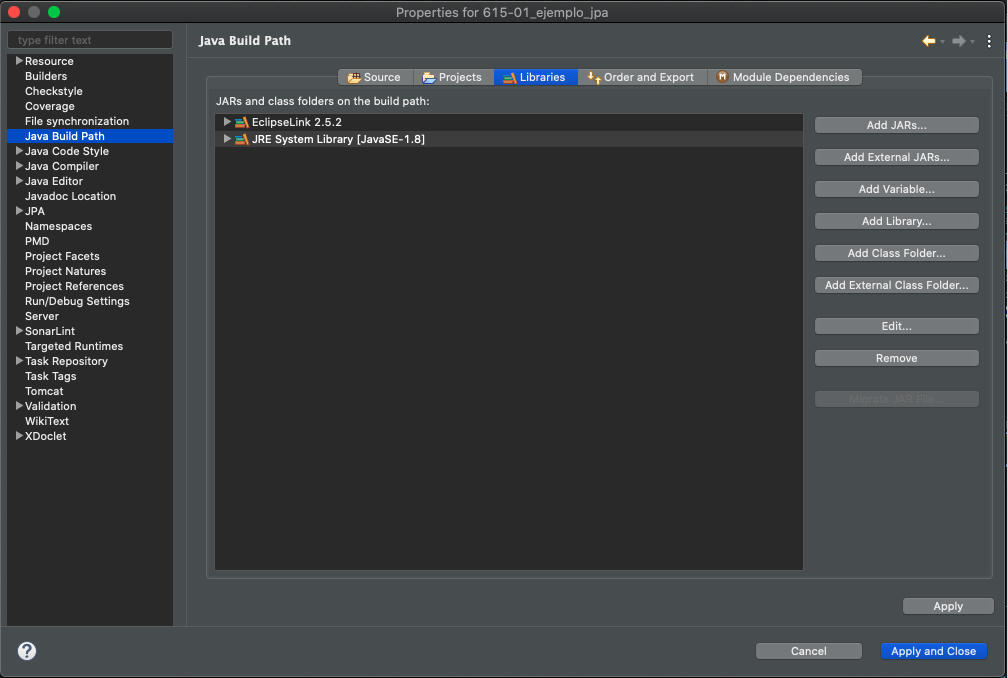 Properties for 615-01_ejemplo_jpa
type filter text
Resource
Builders
Checkstyle
Coverage
File synchronization
Java Build Path
Java Code Style
Java Compiler
Java Editor
Javadoc Location
JPA
Namespaces
PMD
Project Facets
Project Natures
Project References
Run/Debug Settings
Server
SonarLint
Targeted Runtimes
Task Repository
Task Tags
Tomcat
Validation
WikiText
XDoclet
Java Build Path
Source Projects Libraries Order and Export Module Dependencies
JARs and class folders on the build path:
EclipseLink 2.5.2
JRE System Library [JavaSE-1.8]
Add JARs...
Add External JARs...
Add Variable...
Add Library...
Add Class Folder...
Add External Class Folder...
Edit...
Remove
Migrate JAR File...
Apply
? Cancel Apply and Close